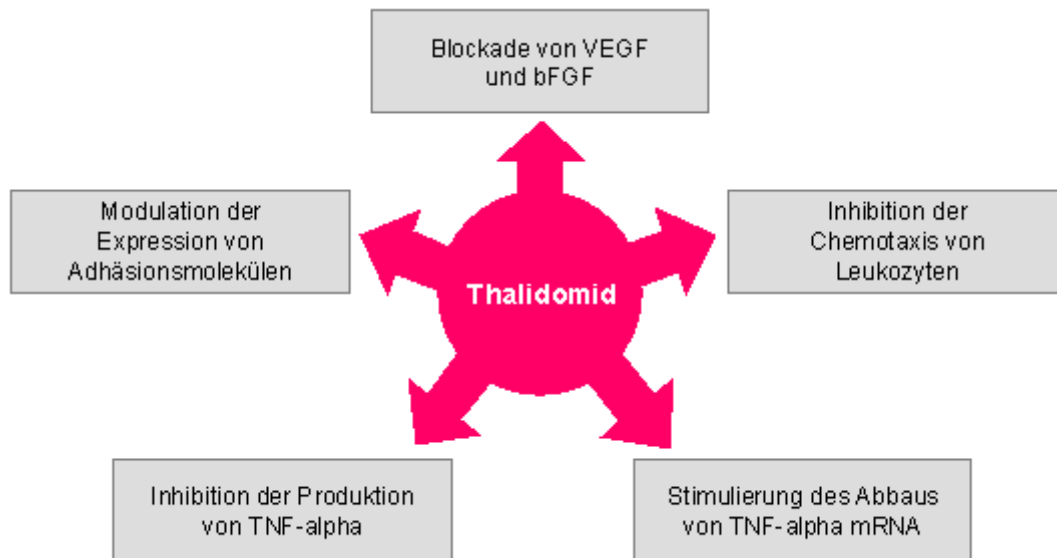 Blockade von VEGF
und bFGF
Modulation der
Expression von
Adhäsionsmolekülen
Inhibition der
Chemotaxis von
Leukozyten
Thalidomid
Inhibition der Produktion
von TNF-alpha
Stimulierung des Abbaus
von TNF-alpha mRNA